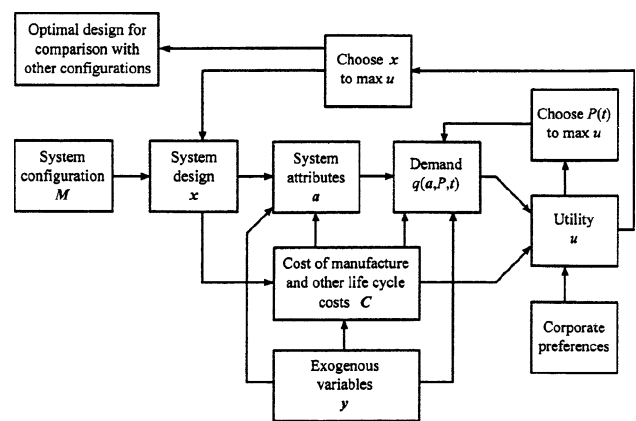 Optimal design for
comparison with
other configurations
Choose x
to max u
Choose P(t)
to max u
System
configuration
M
System
design
x
System
attributes
a
Demand
q(a,P,t)
Utility
u
Cost of manufacture
and other life cycle
costs C
Corporate
preferences
Exogenous
variables
y